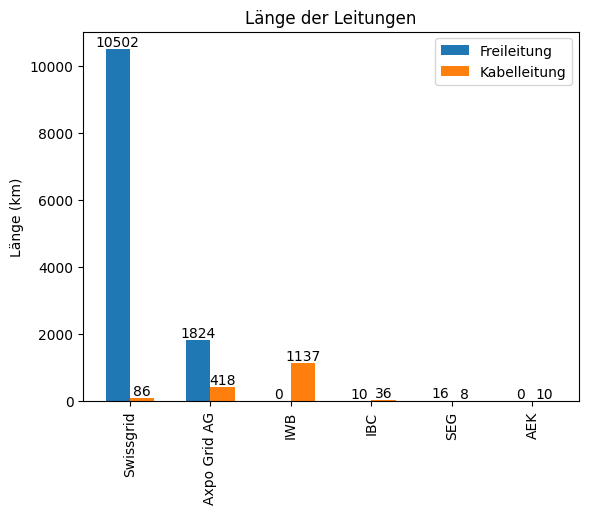 Länge der Leitungen
Freileitung
Kabelleitung
Länge (km)
10000
8000
6000
4000
2000
0
10502
86
1824
418
0
1137
10
36
16
8
0
10
Swissgrid
Axpo Grid AG
IWB
IBC
SEG
AEK